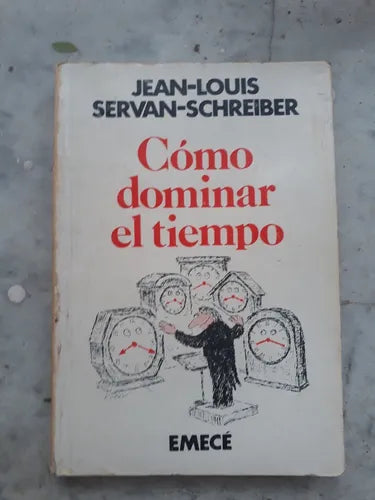 JEAN-LOUIS
SERVAN-SCHREIBER
Cómo
dominar
el tiempo
EMECÉ